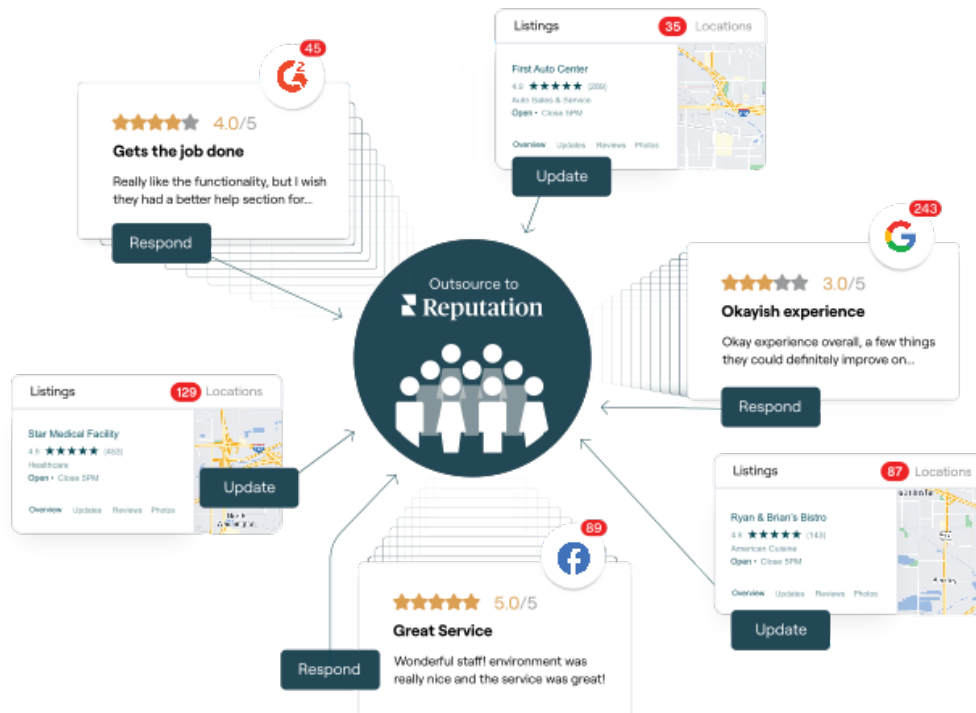 45
4.0/5
Gets the job done
Really like the functionality, but I wish
they had a better help section for...
Respond
Listings 35 Locations
First Auto Center
4.9 (289)
Auto Sales & Service
Open • Close 5PM
Overview Updates Reviews Photos
Update
243
3.0/5
Okayish experience
Okay experience overall, a few things
they could definitely improve on...
Respond
Outsource to
Reputation
Listings 129 Locations
Star Medical Facility
4.9 (453)
Healthcare
Open • Close 5PM
Overview Updates Reviews Photos
Update
Listings 87 Locations
Ryan & Brian's Bistro
4.9 (143)
American Cuisine
Open • Close 5PM
Overview Updates Reviews Photos
Update
89
5.0/5
Great Service
Wonderful staff! environment was
really nice and the service was great!
Respond